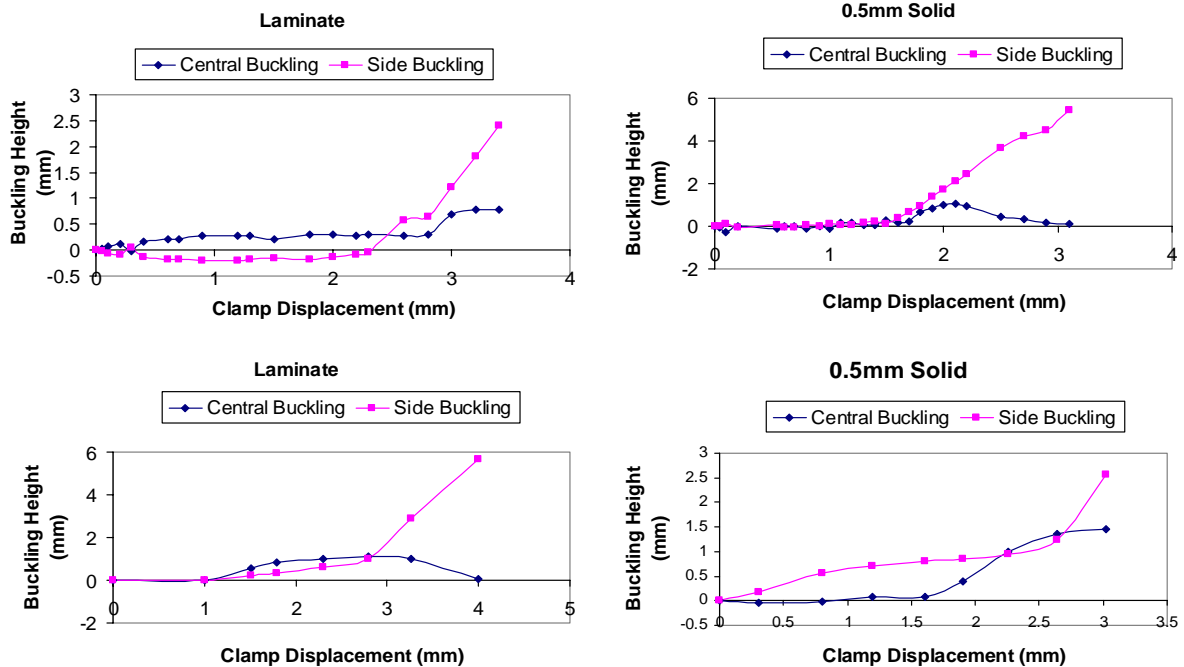 Laminate
Central Buckling Side Buckling
3
2.5
2
1.5
1
0.5
0
-0.5
0 1 2 3 4
Buckling Height
(mm)
Clamp Displacement (mm)
0.5mm Solid
Central Buckling Side Buckling
6
4
2
0
-2
0 1 2 3 4
Buckling Height
(mm)
Clamp Displacement (mm)
Laminate
Central Buckling Side Buckling
6
4
2
0
-2
0 1 2 3 4 5
Buckling Height
(mm)
Clamp Displacement (mm)
0.5mm Solid
Central Buckling Side Buckling
3
2.5
2
1.5
1
0.5
0
-0.5
0 0.5 1 1.5 2 2.5 3 3.5
Buckling Height
(mm)
Clamp Displacement (mm)